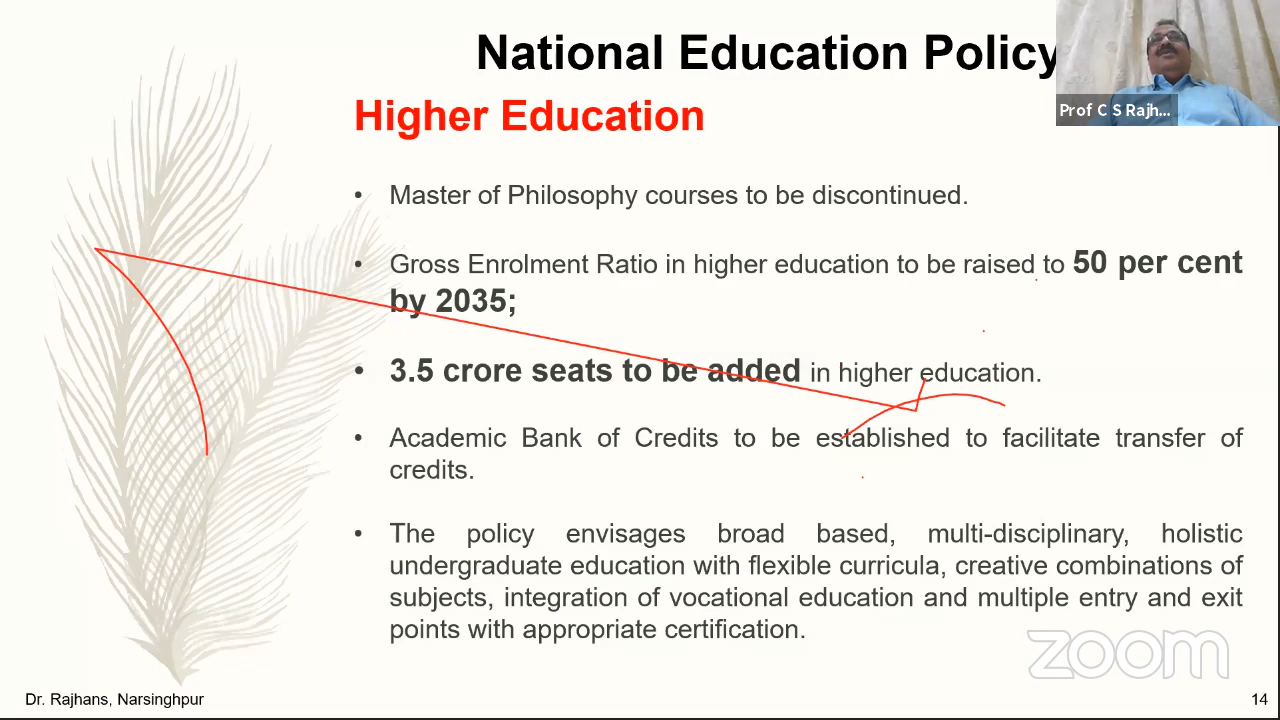 National Education Policy
Prof C S Rajh...
Higher Education
• Master of Philosophy courses to be discontinued.
• Gross Enrolment Ratio in higher education to be raised to 50 per cent
by 2035;
• 3.5 crore seats to be added in higher education.
• Academic Bank of Credits to be established to facilitate transfer of
credits.
• The policy envisages broad based, multi-disciplinary, holistic
undergraduate education with flexible curricula, creative combinations of
subjects, integration of vocational education and multiple entry and exit
points with appropriate certification.
zoom
Dr. Rajhans, Narsinghpur
14